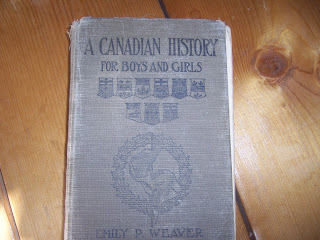 A CANADIAN HISTORY
FOR BOYS AND GIRLS
EMILY P. WEAVER